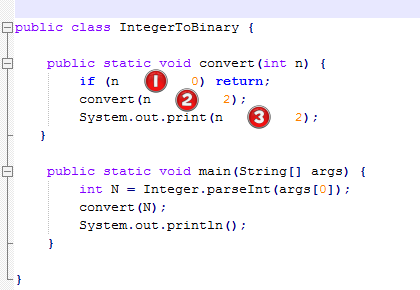 public class IntegerToBinary {
public static void convert(int n) {
if (n 1 0) return;
convert(n 2 2);
System.out.print(n 3 2);
}
public static void main(String[] args) {
int N = Integer.parseInt(args[0]);
convert(N);
System.out.println();
}
}